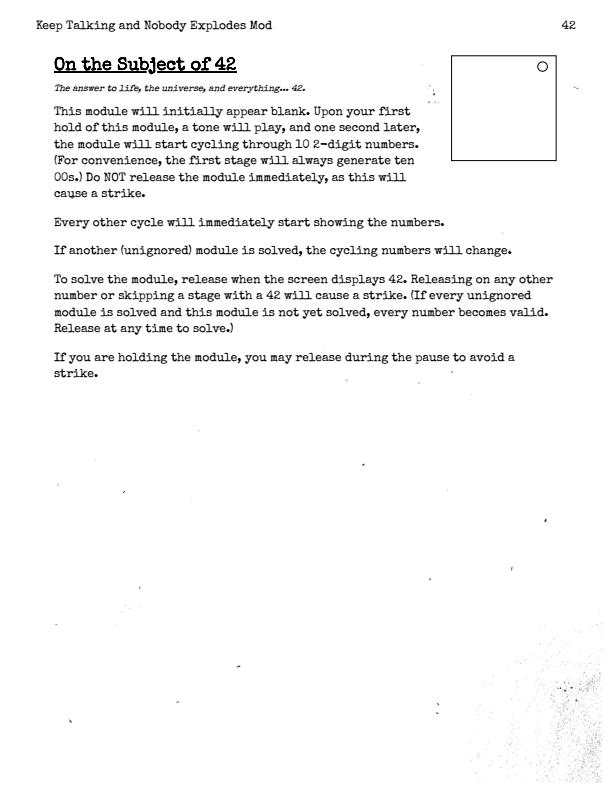 Keep Talking and Nobody Explodes Mod 42
On the Subject of 42
The answer to life, the universe, and everything... 42.
This module will initially appear blank. Upon your first
hold of this module, a tone will play, and one second later,
the module will start cycling through 10 2-digit numbers.
(For convenience, the first stage will always generate ten
00s.) Do NOT release the module immediately, as this will
cause a strike.
Every other cycle will immediately start showing the numbers.
If another (unignored) module is solved, the cycling numbers will change.
To solve the module, release when the screen displays 42. Releasing on any other
number or skipping a stage with a 42 will cause a strike. (If every unignored
module is solved and this module is not yet solved, every number becomes valid.
Release at any time to solve.)
If you are holding the module, you may release during the pause to avoid a
strike.